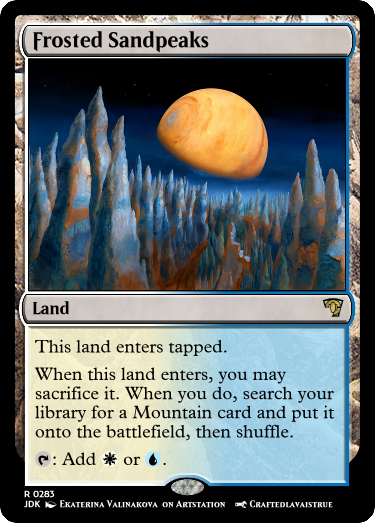 Frosted Sandpeaks
Land
This land enters tapped.
When this land enters, you may
sacrifice it. When you do, search your
library for a Mountain card and put it
onto the battlefield, then shuffle.
: Add or .
R 0283
JDK Ekaterina Valinakova on Artstation Craftedlavaistrue